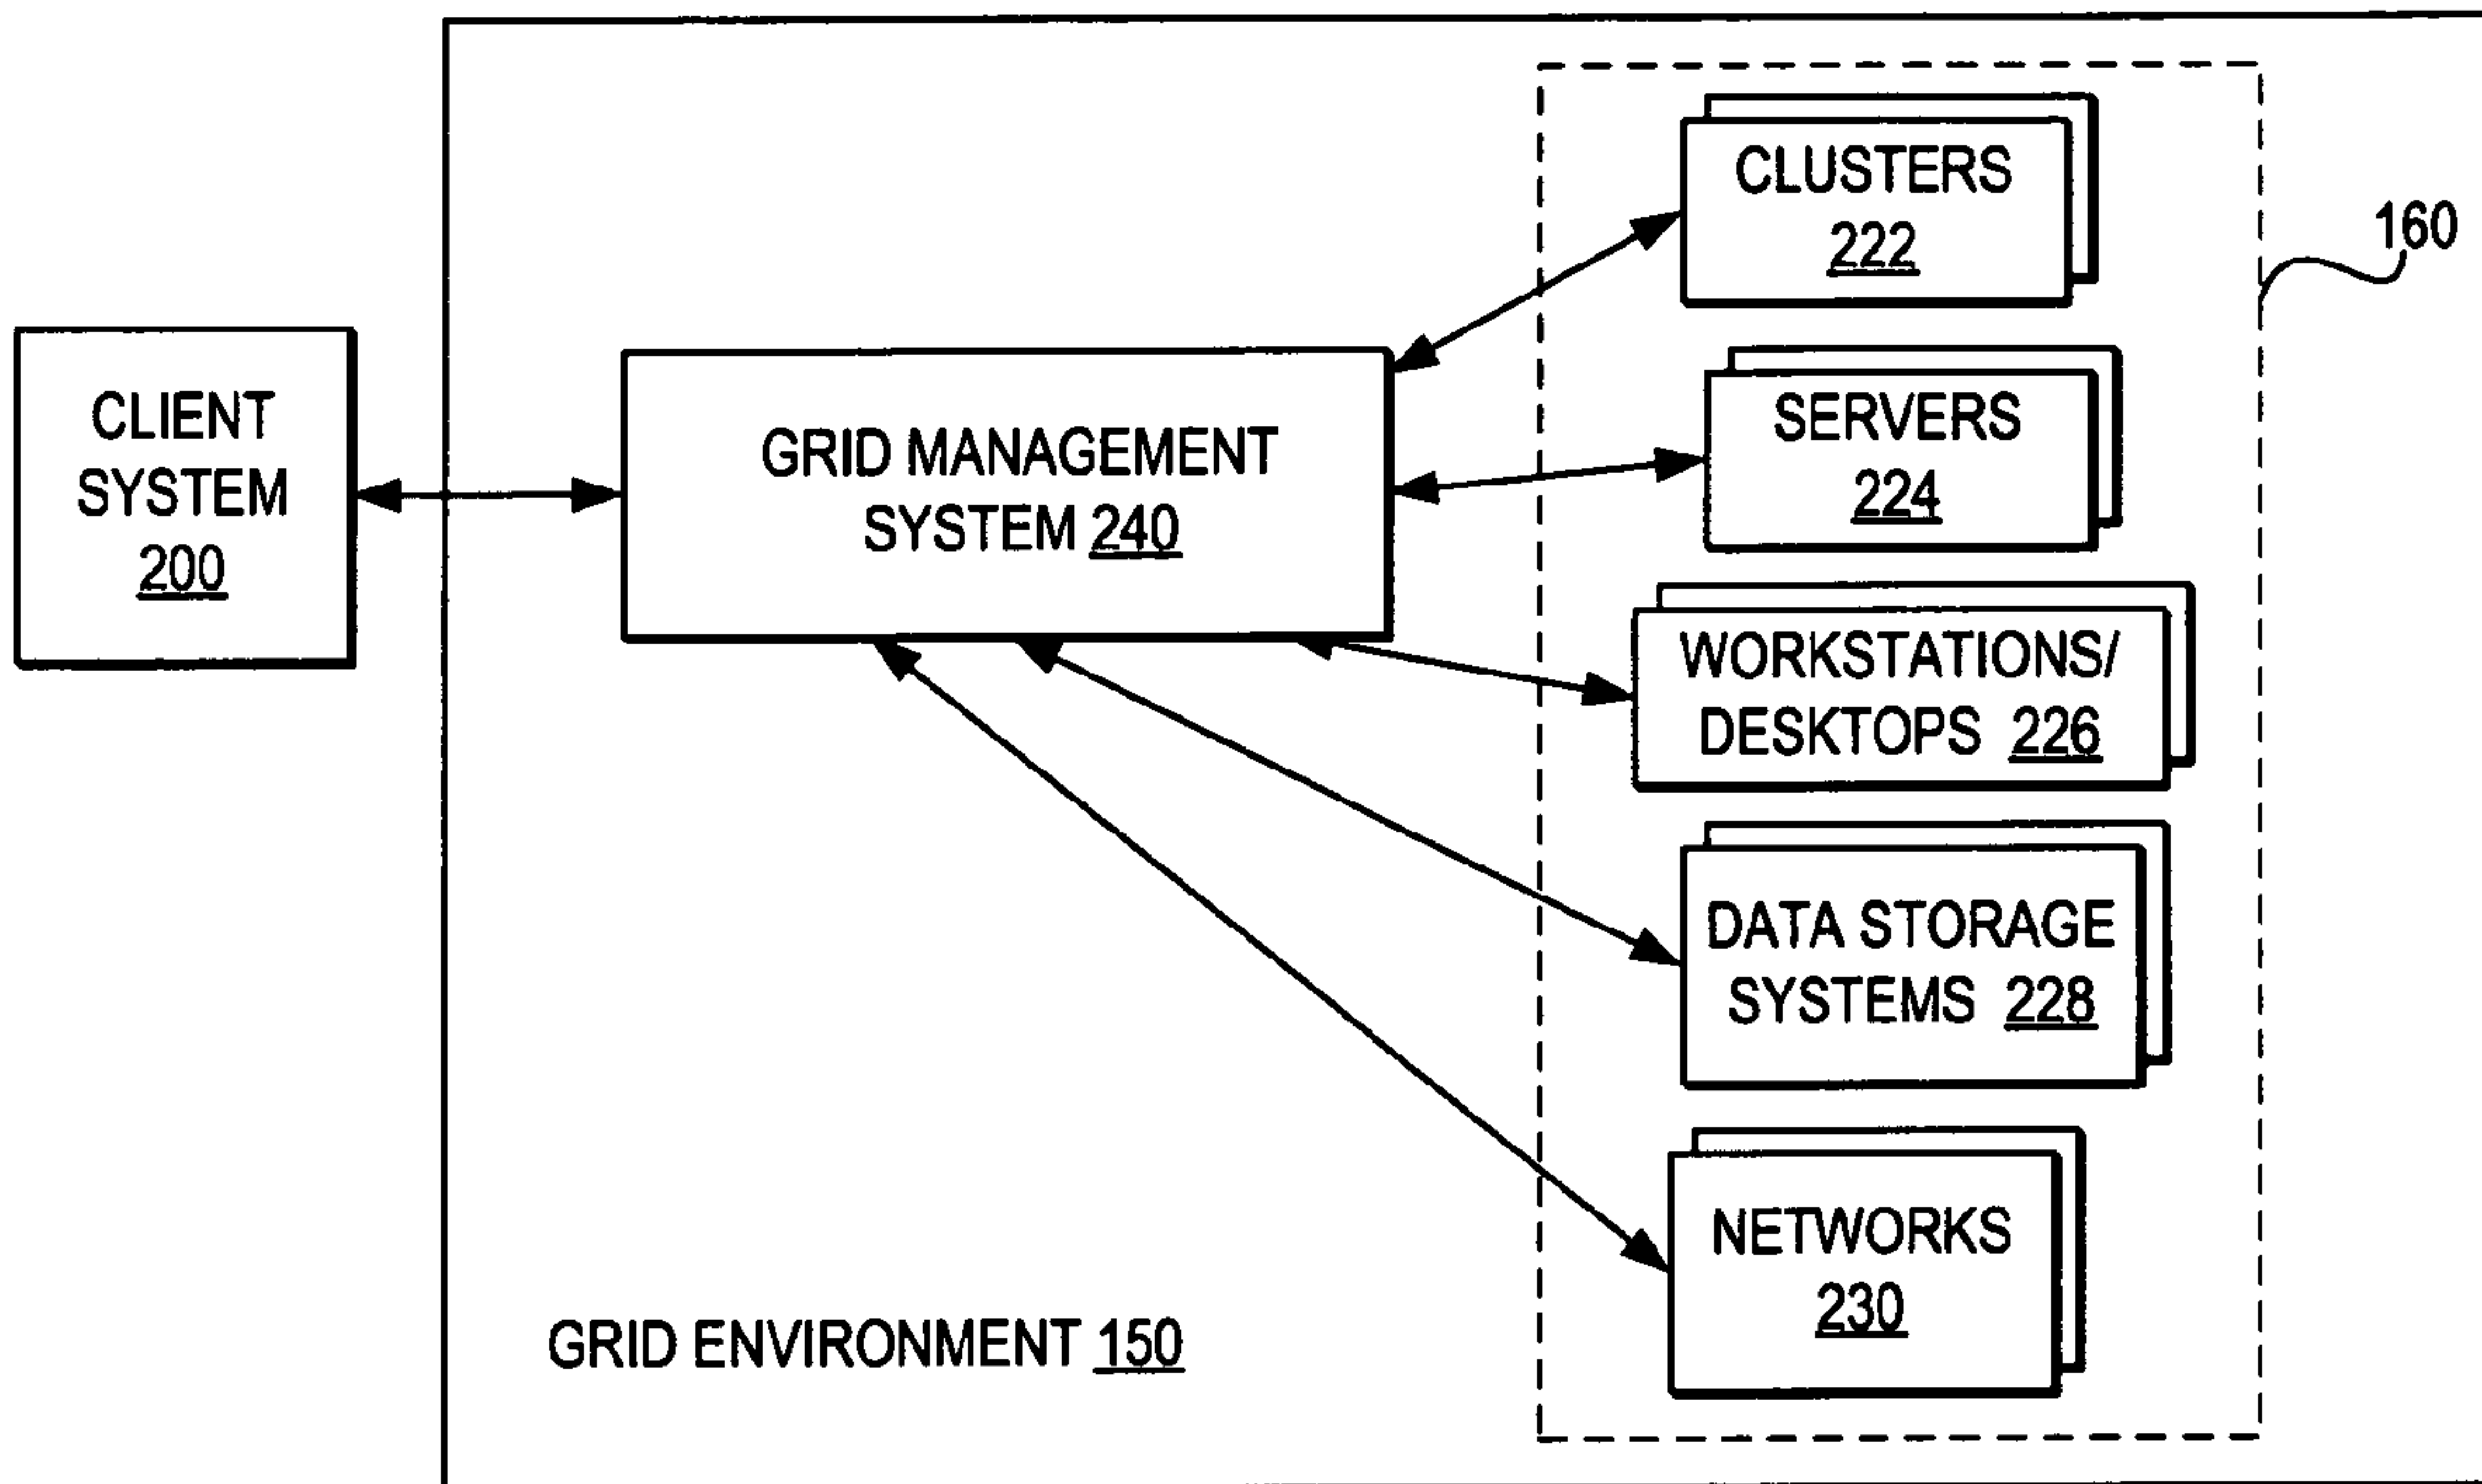 CLIENT
SYSTEM
200
GRID MANAGEMENT
SYSTEM 240
CLUSTERS
222
160
SERVERS
224
WORKSTATIONS/
DESKTOPS 226
DATA STORAGE
SYSTEMS 228
NETWORKS
230
GRID ENVIRONMENT 150